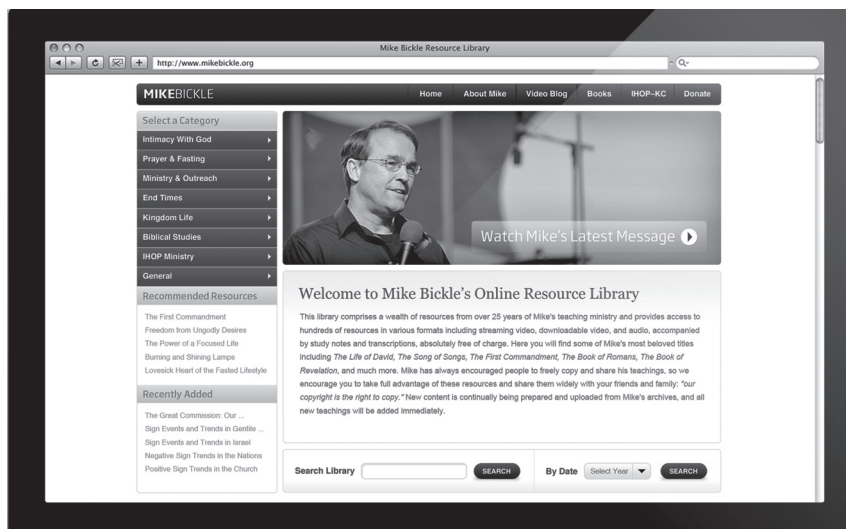 Mike Bickle Resource Library
http://www.mikebickle.org
MIKEBICKLE
Home
About Mike
Video Blog
Books
IHOP–KC
Donate
Select a Category
Intimacy With God
Prayer & Fasting
Ministry & Outreach
End Times
Kingdom Life
Biblical Studies
IHOP Ministry
General
Recommended Resources
The First Commandment
Freedom from Ungodly Desires
The Power of a Focused Life
Burning and Shining Lamps
Lovesick Heart of the Fasted Lifestyle
Recently Added
The Great Commission: Our ...
Sign Events and Trends in Gentile ...
Sign Events and Trends in Israel
Negative Sign Trends in the Nations
Positive Sign Trends in the Church
Watch Mike's Latest Message
Welcome to Mike Bickle's Online Resource Library
This library comprises a wealth of resources from over 25 years of Mike's teaching ministry and provides access to
hundreds of resources in various formats including streaming video, downloadable video, and audio, accompanied
by study notes and transcriptions, absolutely free of charge. Here you will find some of Mike's most beloved titles
including The Life of David, The Song of Songs, The First Commandment, The Book of Romans, The Book of
Revelation, and much more. Mike has always encouraged people to freely copy and share his teachings, so we
encourage you to take full advantage of these resources and share them widely with your friends and family: "our
copyright is the right to copy." New content is continually being prepared and uploaded from Mike's archives, and all
new teachings will be added immediately.
Search Library
SEARCH
By Date
Select Year
SEARCH